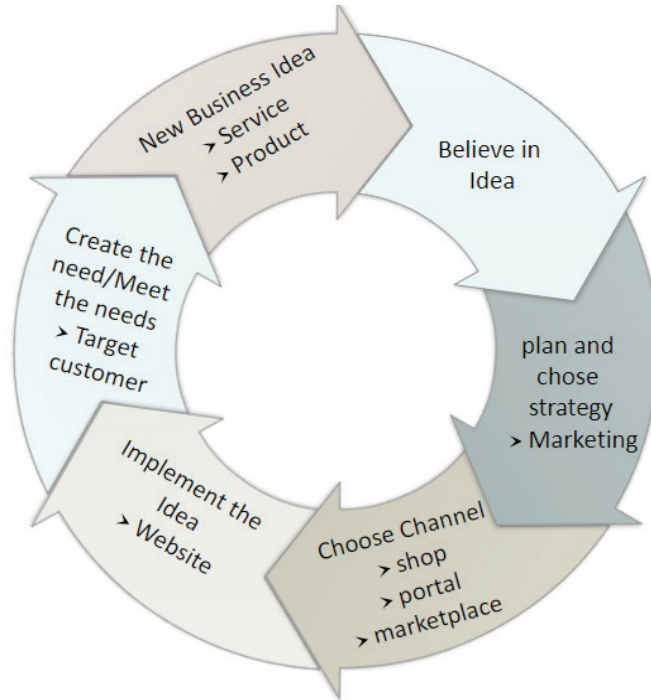 New Business Idea
➢ Service
➢ Product
Believe in
Idea
plan and
chose
strategy
➢ Marketing
Choose Channel
➢ shop
➢ portal
➢ marketplace
Implement the
Idea
➢ Website
Create the
need/Meet
the needs
➢ Target
customer